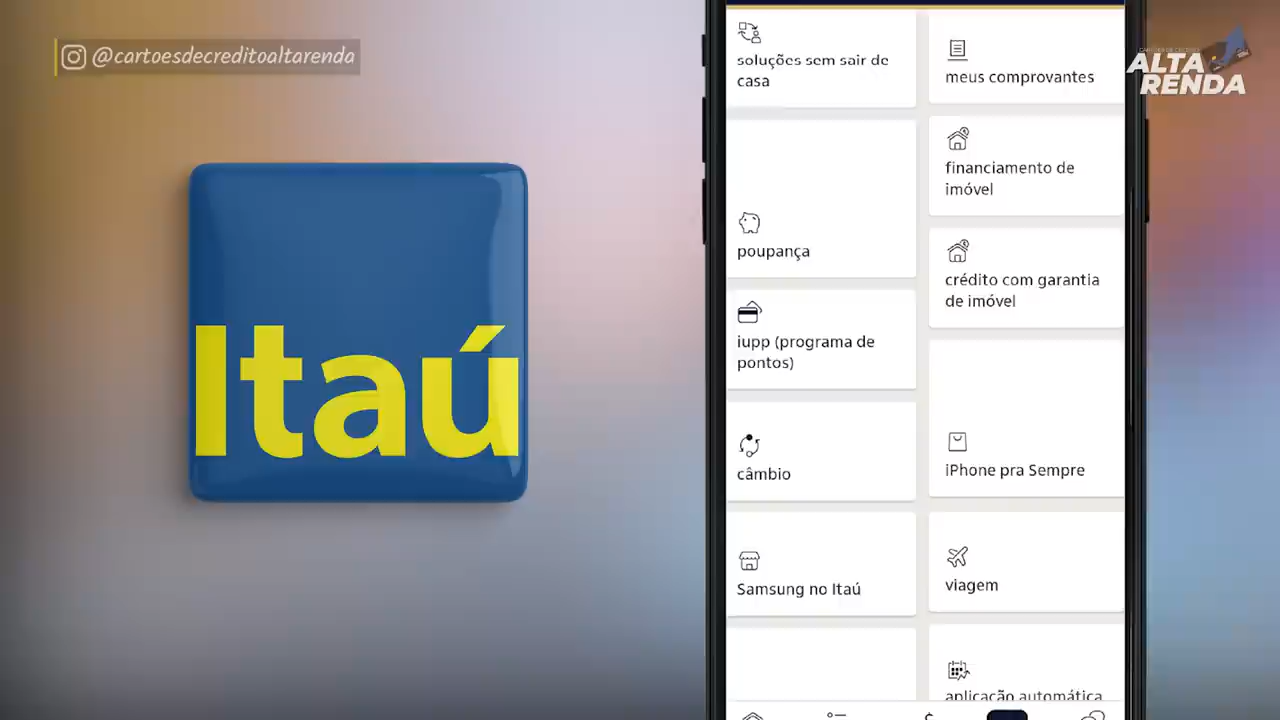 @cartoesdecreditoaltarenda
ALTA
RENDA
Itaú
soluções sem sair de
casa
poupança
iupp (programa de
pontos)
câmbio
Samsung no Itaú
meus comprovantes
financiamento de
imóvel
crédito com garantia
de imóvel
iPhone pra Sempre
viagem
aplicação automática